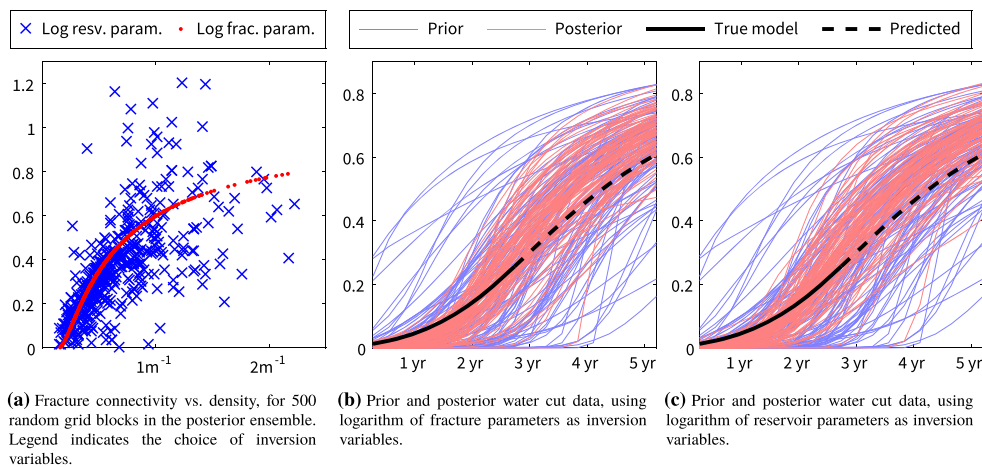 Log resv. param. Log frac. param.
Prior Posterior True model Predicted
1.2
1
0.8
0.6
0.4
0.2
0
1m⁻¹ 2m⁻¹
0.8
0.6
0.4
0.2
0
1 yr 2 yr 3 yr 4 yr 5 yr
0.8
0.6
0.4
0.2
0
1 yr 2 yr 3 yr 4 yr 5 yr
(a) Fracture connectivity vs. density, for 500
random grid blocks in the posterior ensemble.
Legend indicates the choice of inversion
variables.
(b) Prior and posterior water cut data, using
logarithm of fracture parameters as inversion
variables.
(c) Prior and posterior water cut data, using
logarithm of reservoir parameters as inversion
variables.